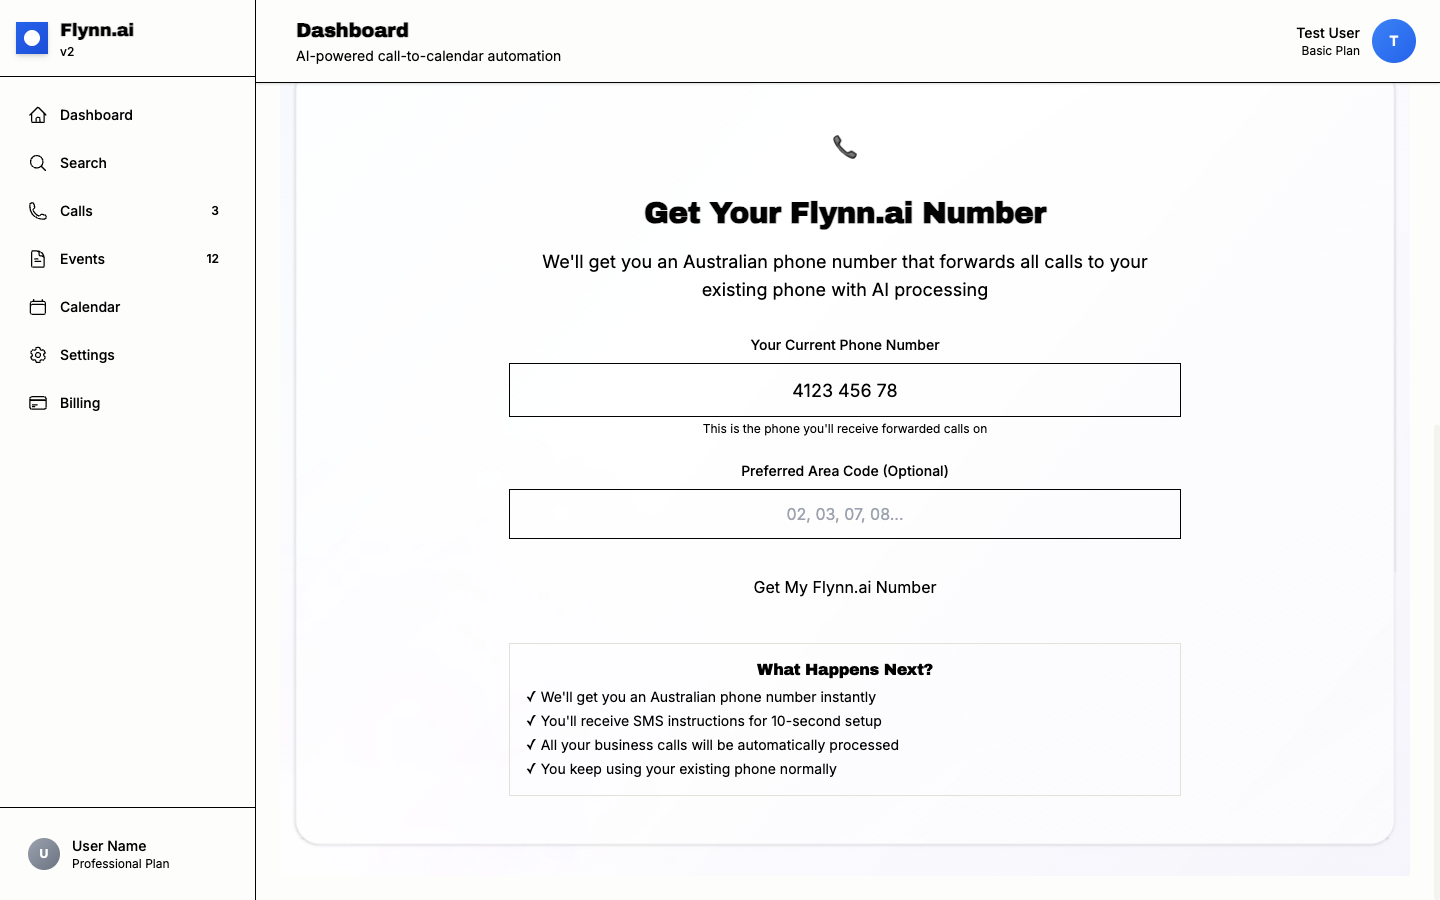 Flynn.ai
v2
Dashboard
Search
Calls 3
Events 12
Calendar
Settings
Billing
U
User Name
Professional Plan
Dashboard
AI-powered call-to-calendar automation
Test User
Basic Plan
T
Get Your Flynn.ai Number
We'll get you an Australian phone number that forwards all calls to your
existing phone with AI processing
Your Current Phone Number
4123 456 78
This is the phone you'll receive forwarded calls on
Preferred Area Code (Optional)
02, 03, 07, 08...
Get My Flynn.ai Number
What Happens Next?
✓ We'll get you an Australian phone number instantly
✓ You'll receive SMS instructions for 10-second setup
✓ All your business calls will be automatically processed
✓ You keep using your existing phone normally